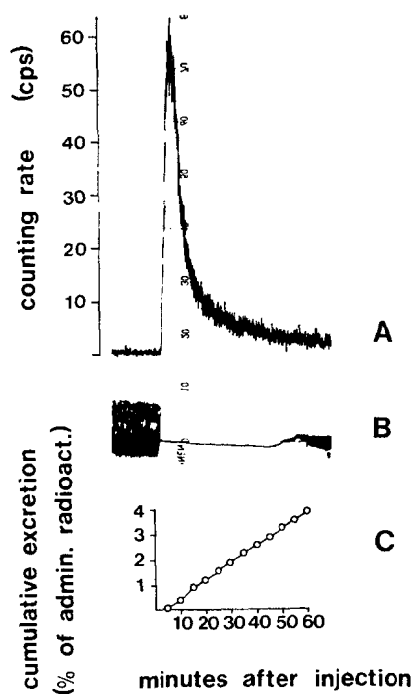 counting rate (cps)
60
50
40
30
20
10
A
B
cumulative excretion
(% of admin. radioact.)
4
3
2
1
C
10 20 30 40 50 60
minutes after injection